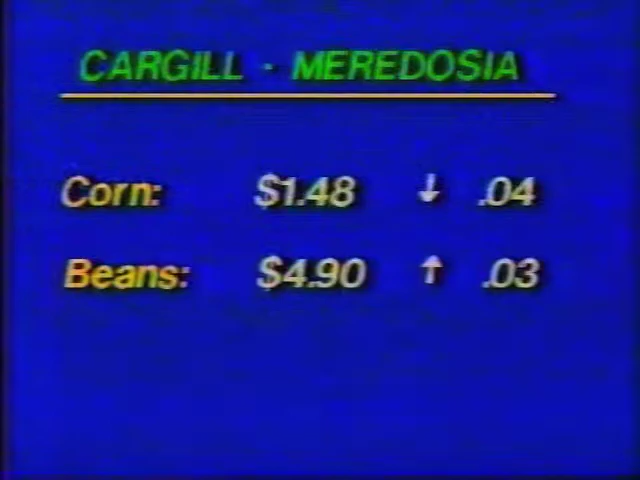 CARGILL · MEREDOSIA
Corn: $1.48 ↓ .04
Beans: $4.90 ↑ .03